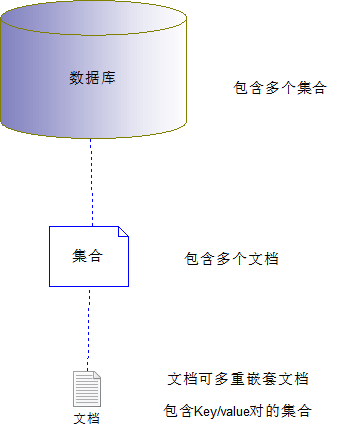 数据库
包含多个集合
集合
包含多个文档
文档可多重嵌套文档
文档
包含Key/value对的集合